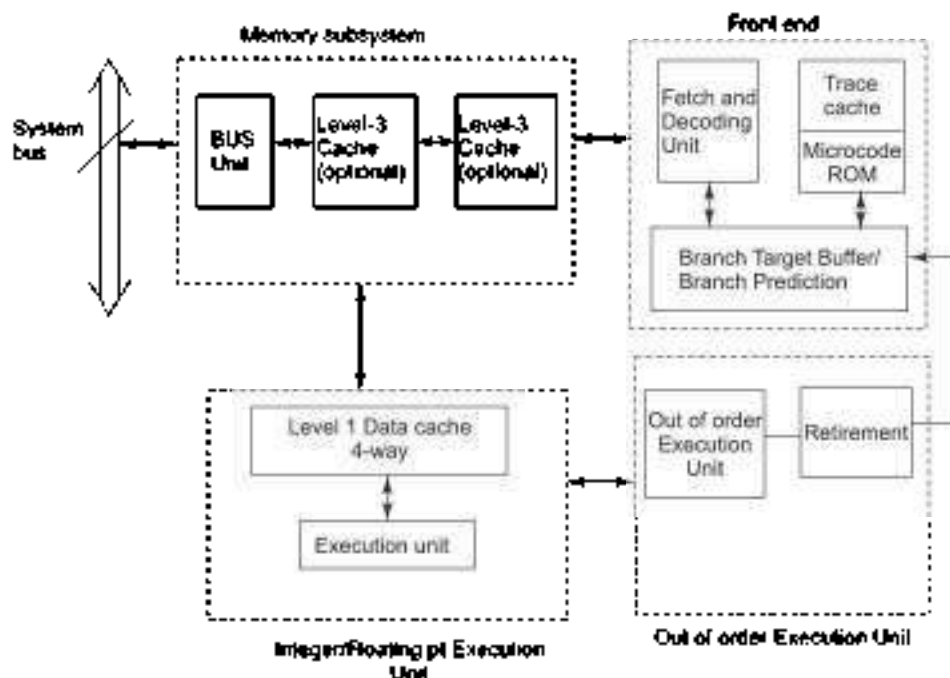 Memory subsystem
Front end
System
bus
BUS
Unit
Level-3
Cache
(optional)
Level-3
Cache
(optional)
Fetch and
Decoding
Unit
Trace
cache
Microcode
ROM
Branch Target Buffer/
Branch Prediction
Level 1 Data cache
4-way
Execution unit
Out of order
Execution
Unit
Retirement
Integer/Floating pt Execution
Unit
Out of order Execution Unit